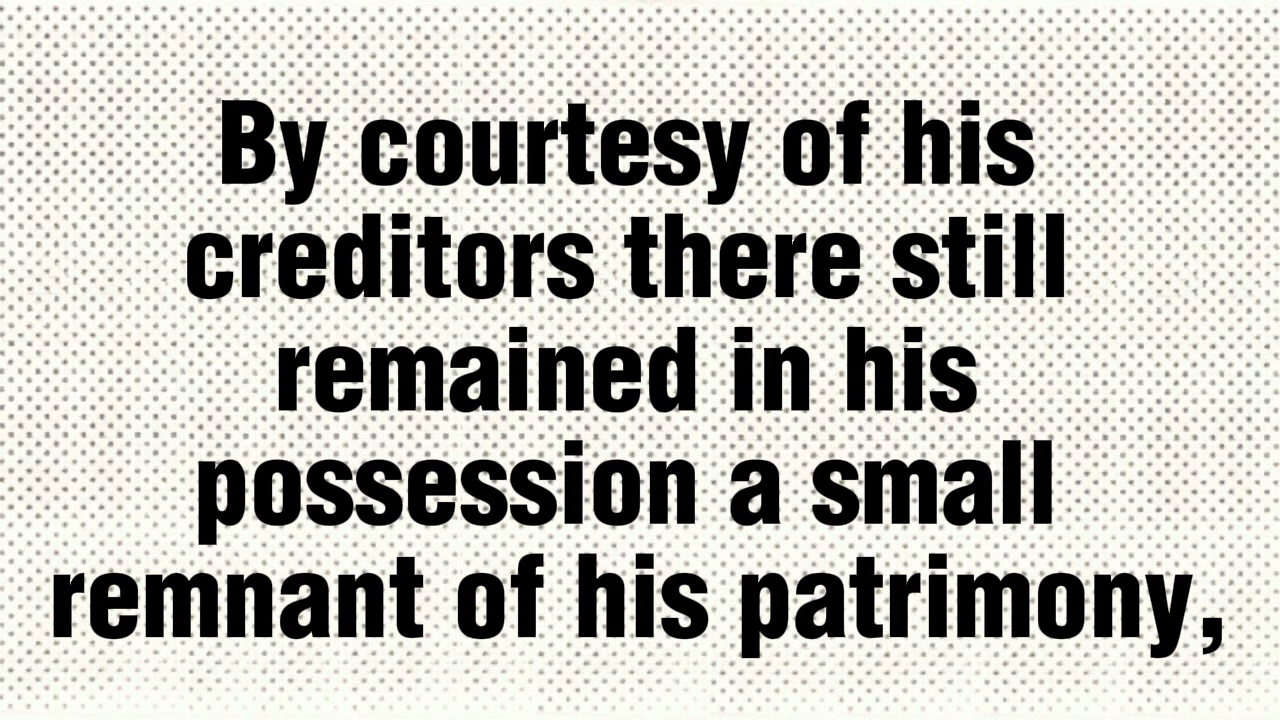 By courtesy of his
creditors there still
remained in his
possession a small
remnant of his patrimony,